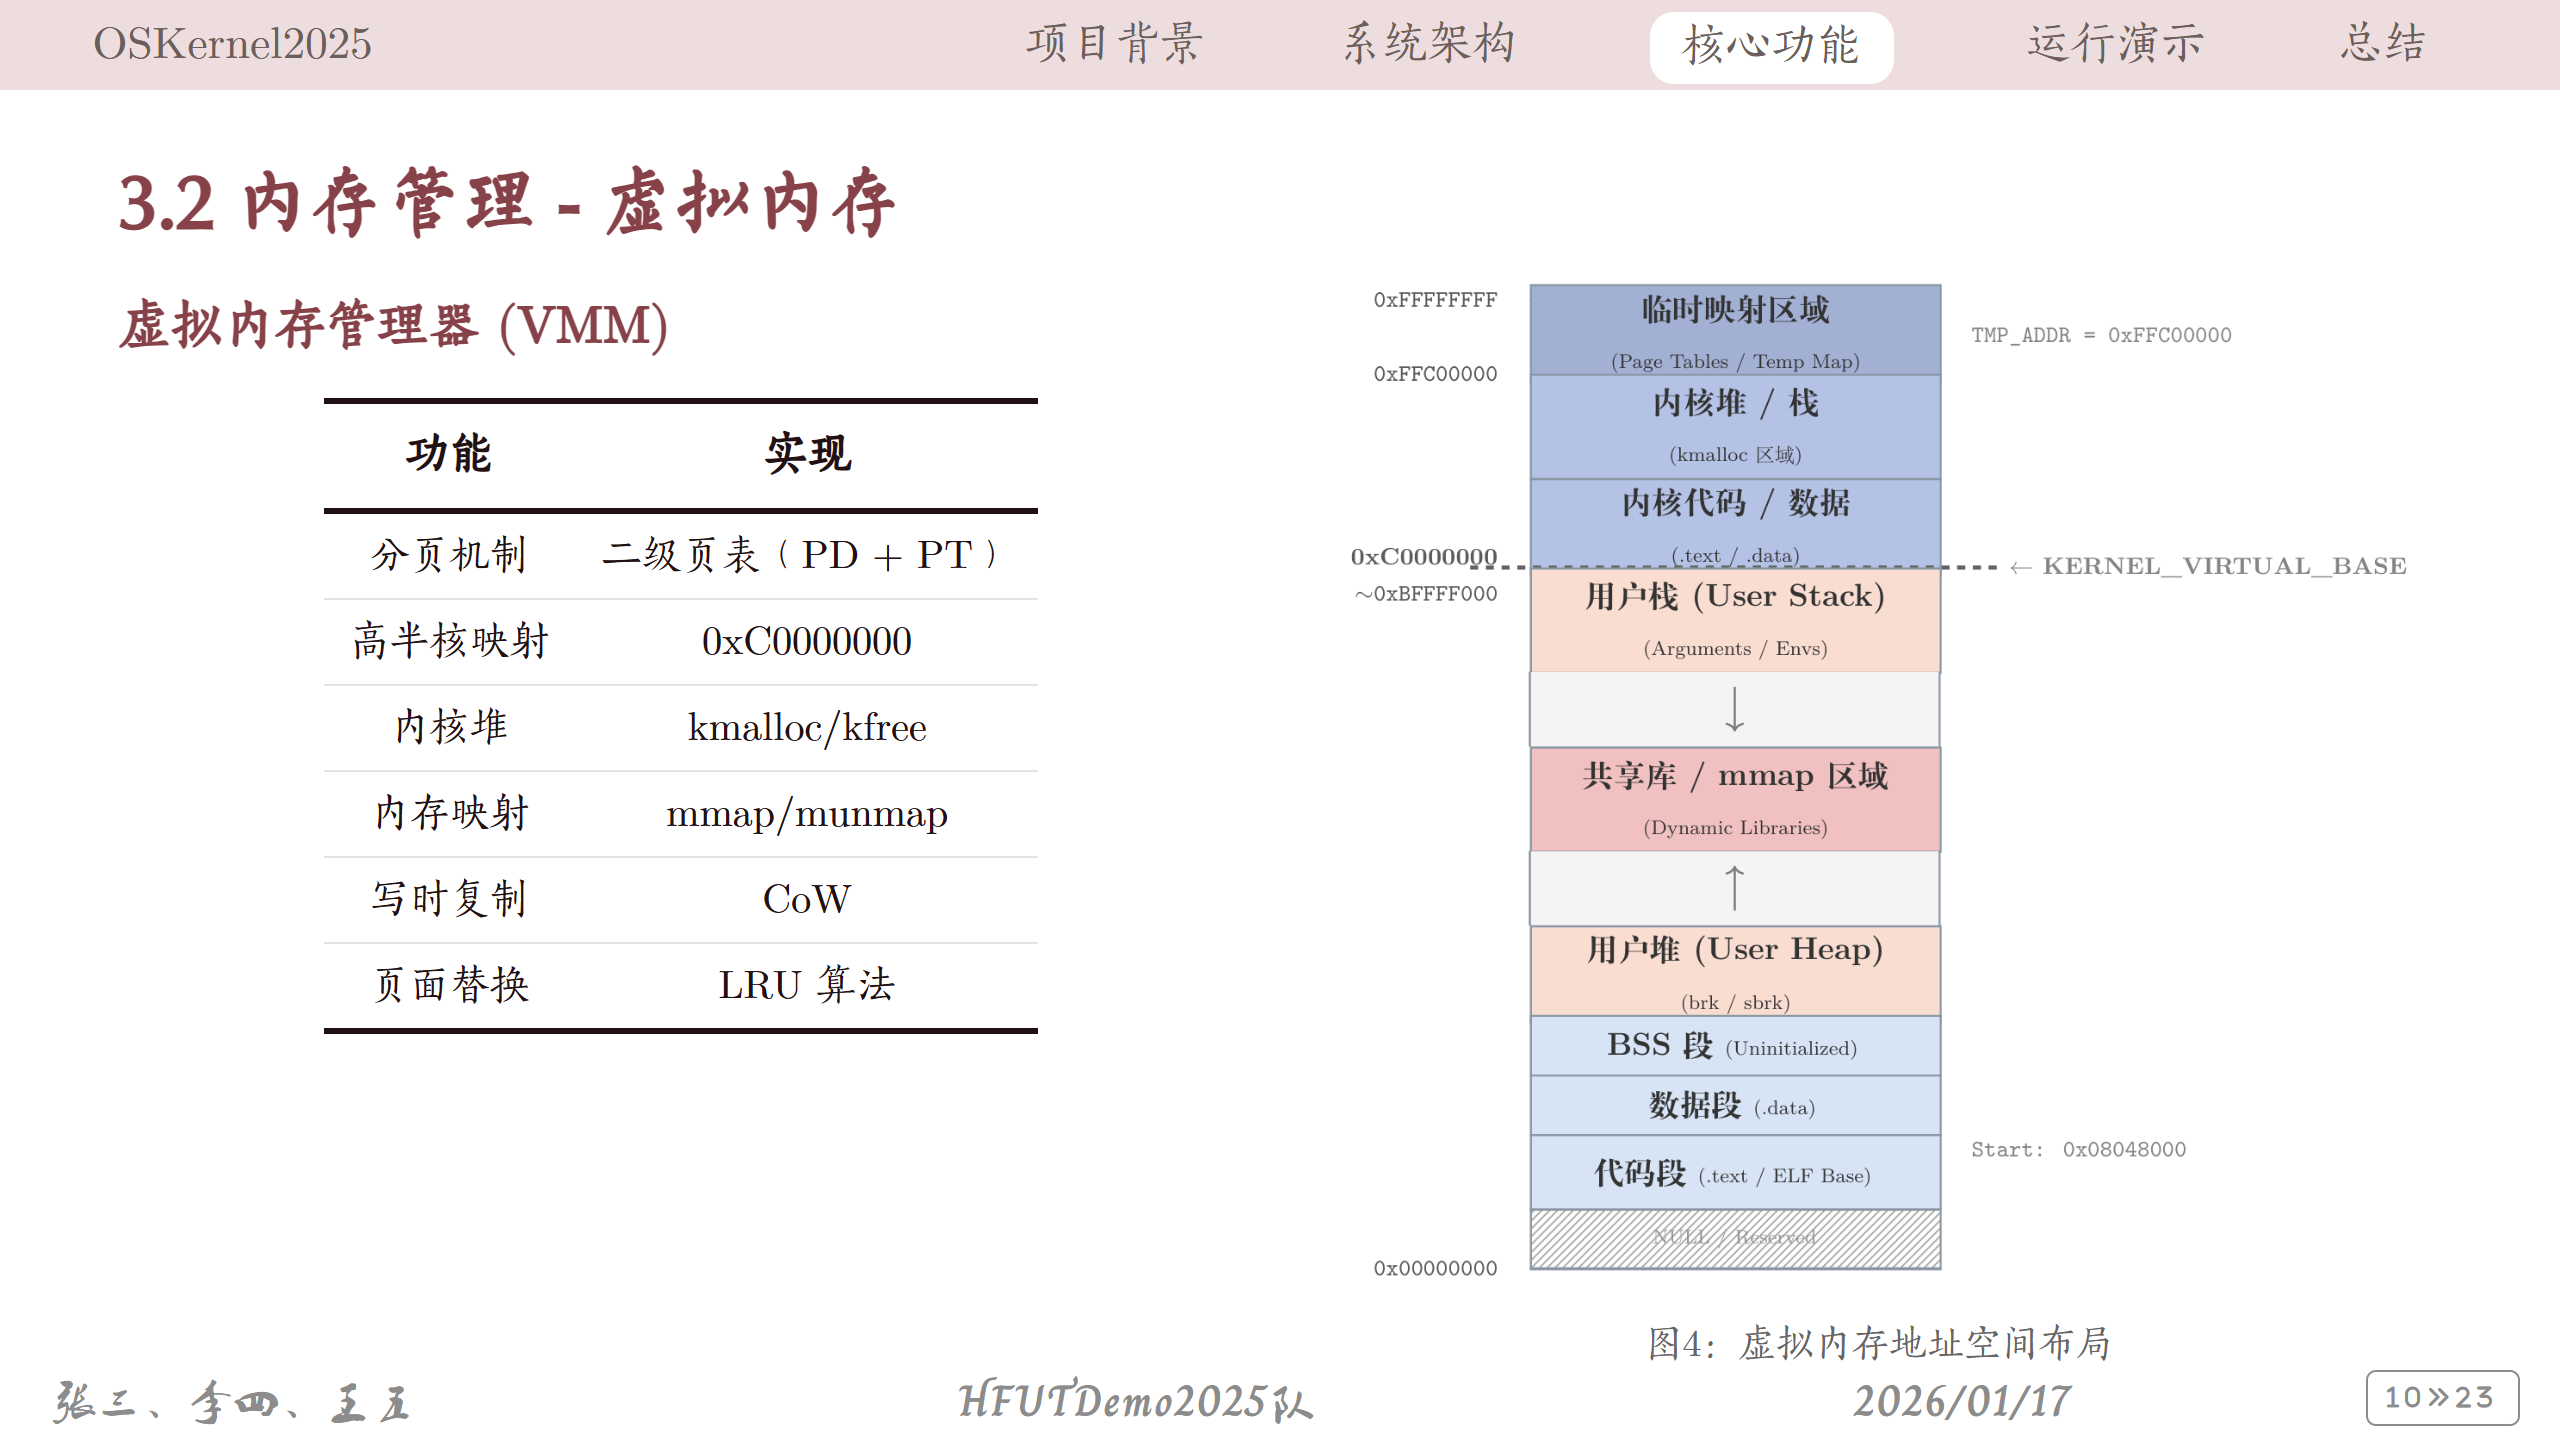 OSKernel2025 项目背景 系统架构 核心功能 运行演示 总结
3.2 内存管理 - 虚拟内存
虚拟内存管理器 (VMM)
功能 实现
分页机制 二级页表（PD + PT）
高半核映射 0xC0000000
内核堆 kmalloc/kfree
内存映射 mmap/munmap
写时复制 CoW
页面替换 LRU 算法
0xFFFFFFFF
临时映射区域
TMP_ADDR = 0xFFC00000
(Page Tables / Temp Map)
0xFFC00000
内核堆 / 栈
(kmalloc 区域)
内核代码 / 数据
(.text / .data)
0xC0000000
← KERNEL_VIRTUAL_BASE
~0xBFFFF000
用户栈 (User Stack)
(Arguments / Envs)
↓
共享库 / mmap 区域
(Dynamic Libraries)
↑
用户堆 (User Heap)
(brk / sbrk)
BSS 段 (Uninitialized)
数据段 (.data)
Start: 0x08048000
代码段 (.text / ELF Base)
NULL / Reserved
0x00000000
图4：虚拟内存地址空间布局
张三、李四、王五 HFUTDemo2025队 2026/01/17 10»23